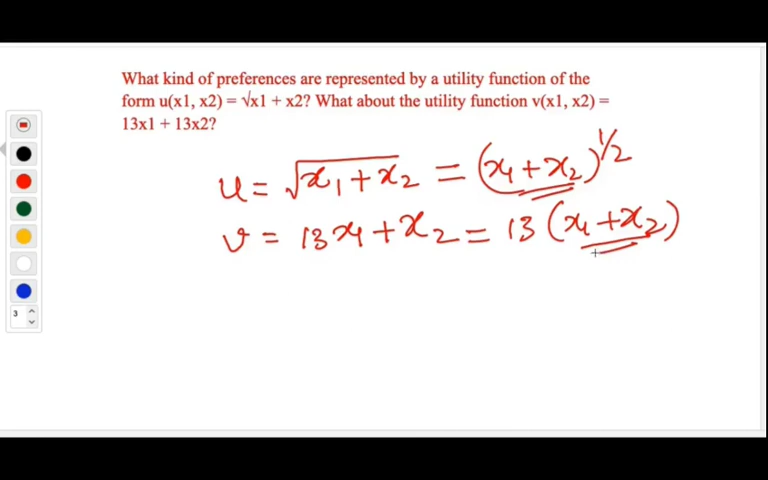 What kind of preferences are represented by a utility function of the
form u(x1, x2) = √x1 + x2? What about the utility function v(x1, x2) =
13x1 + 13x2?
u = √x₁ + x₂ = (x₁ + x₂)^1/2
v = 13x₁ + x₂ = 13 (x₁ + x₂)
3